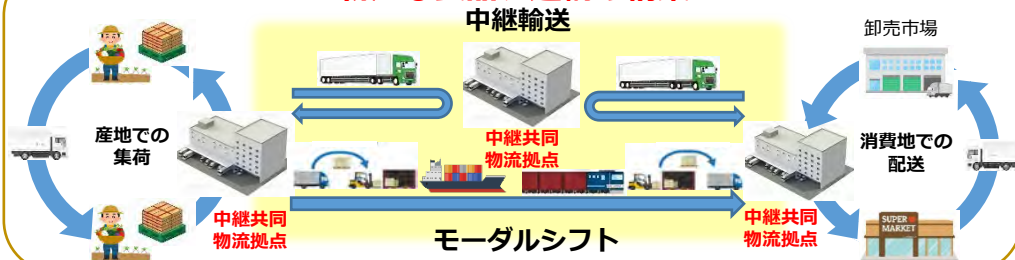 中継輸送
卸売市場
産地での
集荷
中継共同
物流拠点
消費地での
配送
中継共同
物流拠点
モーダルシフト
中継共同
物流拠点
SUPER
MARKET